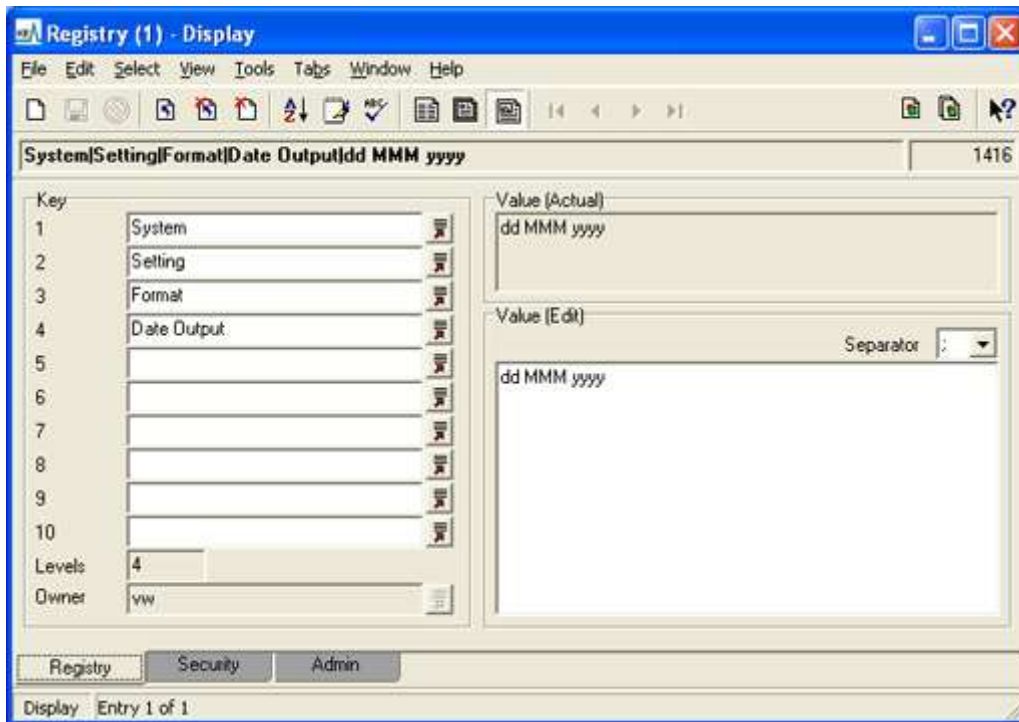 Registry (1) - Display
File Edit Select View Tools Tabs Window Help
System|Setting|Format|Date Output|dd MMM yyyy 1416
Key
1 System
2 Setting
3 Format
4 Date Output
5
6
7
8
9
10
Levels 4
Owner vw
Value (Actual)
dd MMM yyyy
Value (Edit)
Separator ;
dd MMM yyyy
Registry Security Admin
Display Entry 1 of 1